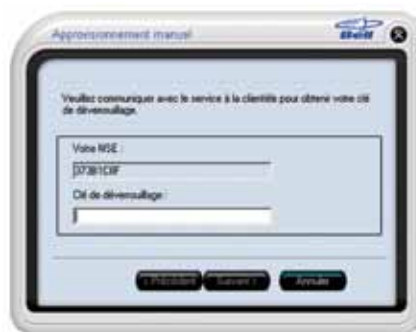 Approvisionnement manuel
Bell
Veuillez communiquer avec le service à la clientèle pour obtenir votre clé
de déverrouillage.
Votre NSE :
Clé de déverrouillage :
< Précédent
Suivant >
Annuler